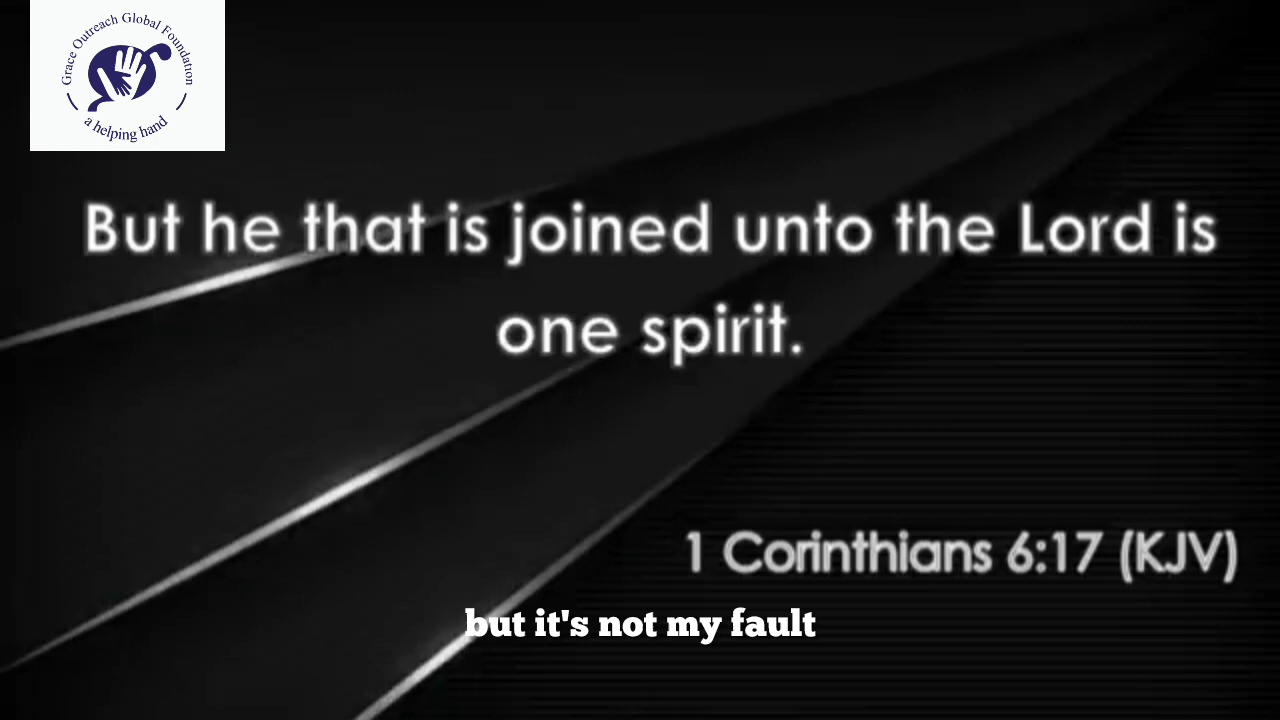 Grace Outreach Global Foundation
a helping hand
But he that is joined unto the Lord is
one spirit.
1 Corinthians 6:17 (KJV)
but it's not my fault